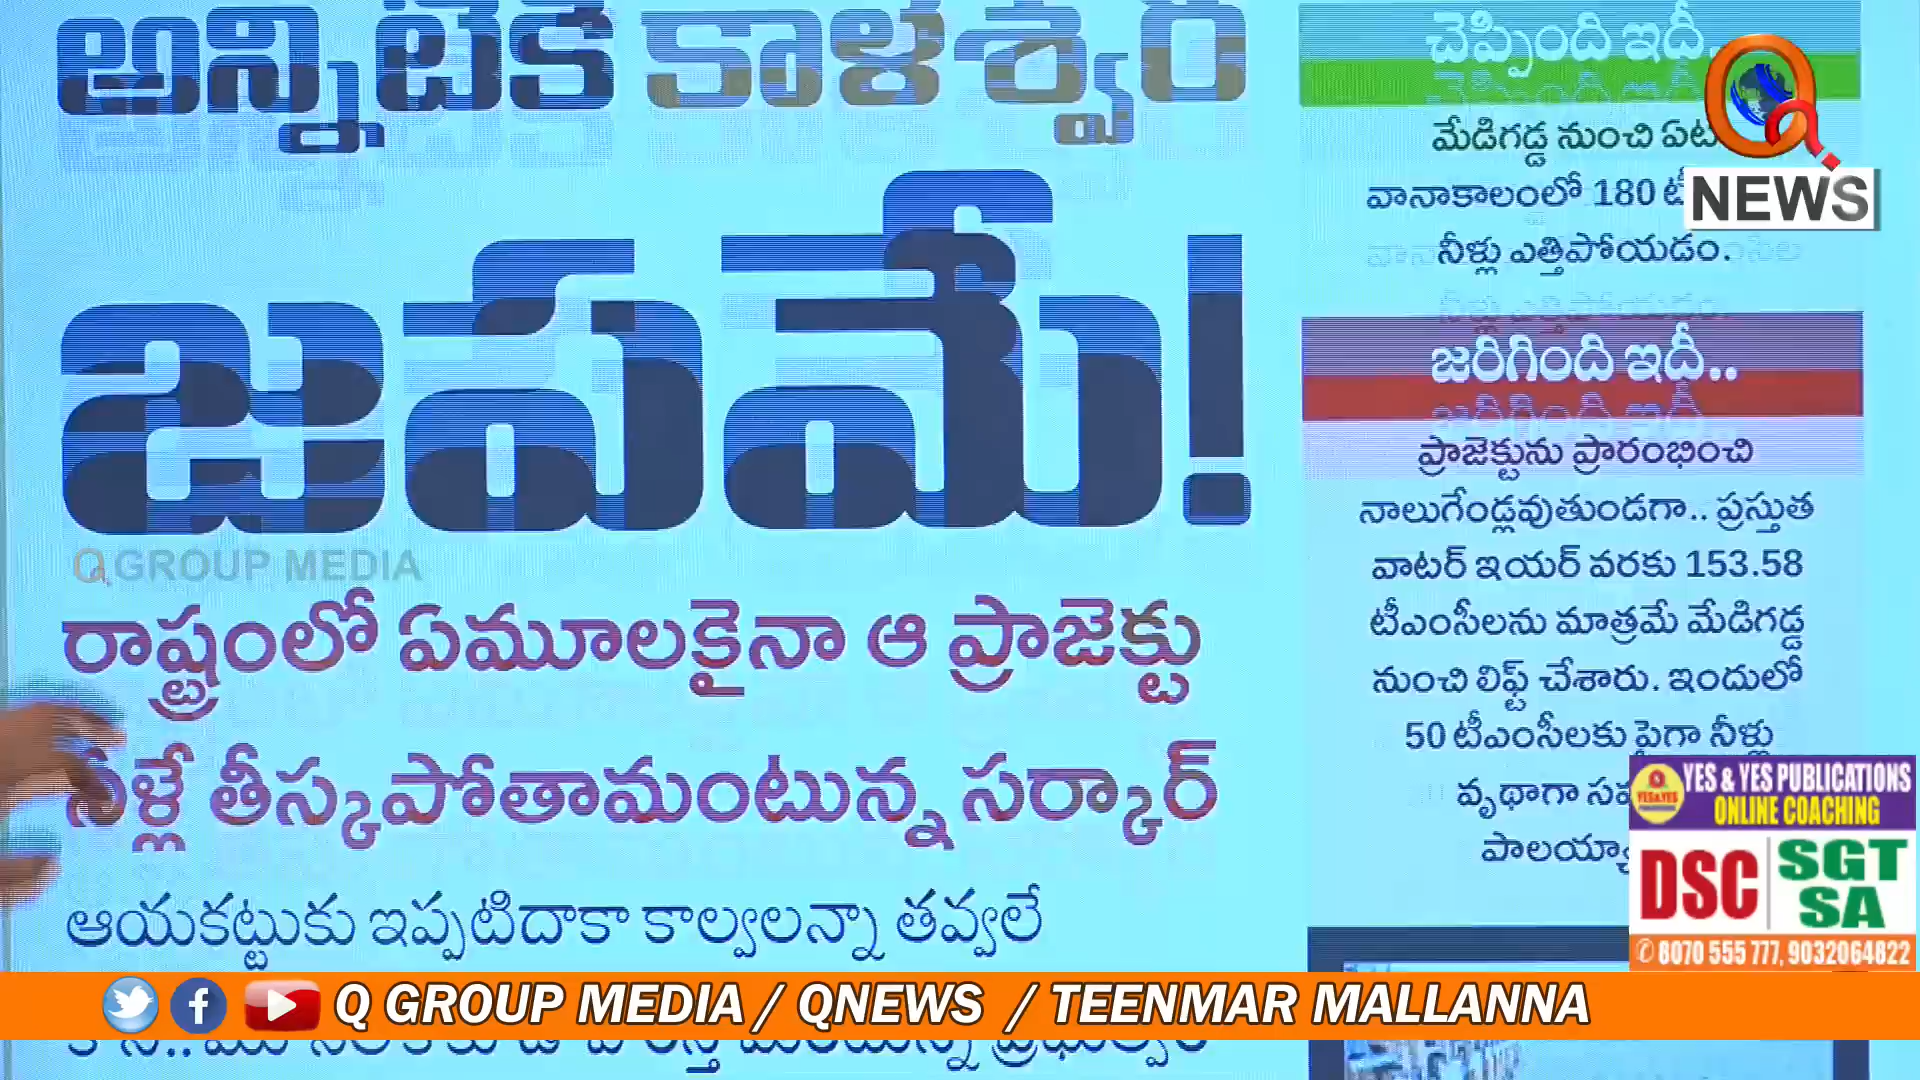 అన్నిటికీ కాళేశ్వర
జపమే!
Q GROUP MEDIA
రాష్ట్రంలో ఏమూలకైనా ఆ ప్రాజెక్టు
నీళ్లే తీస్కపోతామంటున్న సర్కార్
ఆయకట్టుకు ఇప్పటిదాకా కాల్వలన్నా తవ్వలే
చెప్పింది ఇదీ..
మేడిగడ్డ నుంచి ఏటా
వానాకాలంలో 180
నీళ్లు ఎత్తిపోయడం.
జరిగింది ఇదీ..
ప్రాజెక్టును ప్రారంభించి
నాలుగేండ్లవుతుండగా.. ప్రస్తుత
వాటర్ ఇయర్ వరకు 153.58
టీఎంసీలను మాత్రమే మేడిగడ్డ
నుంచి లిఫ్ట్ చేశారు. ఇందులో
50 టీఎంసీలకు పైగా నీళ్లు
వృథాగా
Q NEWS
YES & YES PUBLICATIONS
ONLINE COACHING
DSC SGT SA
8070 555 777, 9032064822
Q GROUP MEDIA / QNEWS / TEENMAR MALLANNA